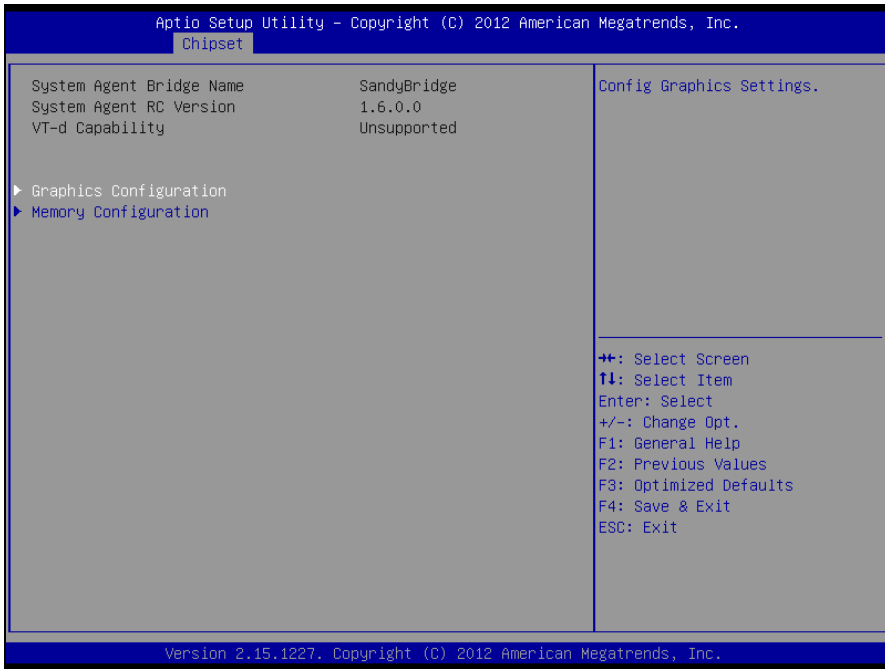 Aptio Setup Utility – Copyright (C) 2012 American Megatrends, Inc.
Chipset
System Agent Bridge Name SandyBridge
System Agent RC Version 1.6.0.0
VT-d Capability Unsupported
Graphics Configuration
Memory Configuration
Config Graphics Settings.
→←: Select Screen
↑↓: Select Item
Enter: Select
+/-: Change Opt.
F1: General Help
F2: Previous Values
F3: Optimized Defaults
F4: Save & Exit
ESC: Exit
Version 2.15.1227. Copyright (C) 2012 American Megatrends, Inc.